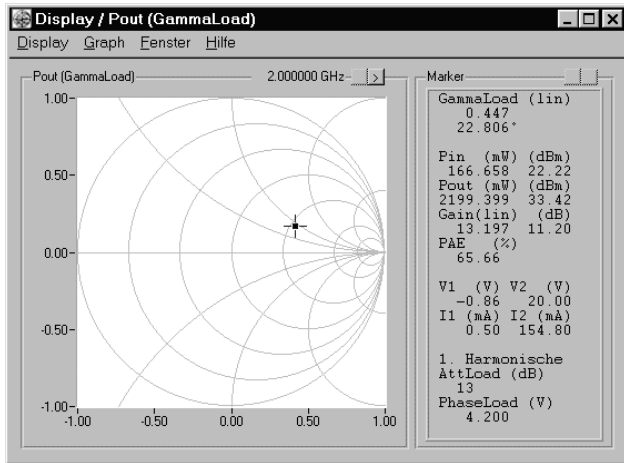 Display / Pout (GammaLoad)
Display Graph Fenster Hilfe
Pout (GammaLoad) 2.000000 GHz >
1.00
0.50
0.00
-0.50
-1.00
-1.00 -0.50 0.00 0.50 1.00
Marker
GammaLoad (lin)
0.447
22.806°
Pin (mW) (dBm)
166.658 22.22
Pout (mW) (dBm)
2199.399 33.42
Gain(lin) (dB)
13.197 11.20
PAE (%)
65.66
V1 (V) V2 (V)
-0.86 20.00
I1 (mA) I2 (mA)
0.50 154.80
1. Harmonische
AttLoad (dB)
13
PhaseLoad (V)
4.200